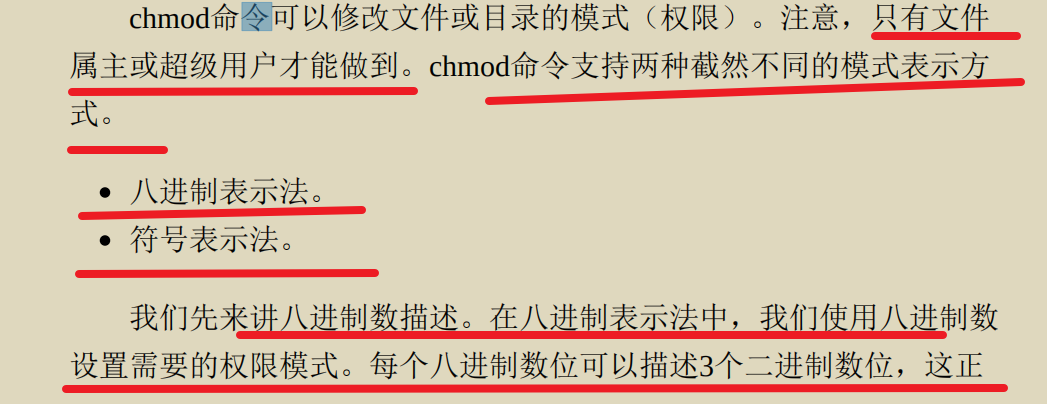 chmod命令可以修改文件或目录的模式（权限）。注意，只有文件
属主或超级用户才能做到。chmod命令支持两种截然不同的模式表示方
式。
• 八进制表示法。
• 符号表示法。
我们先来讲八进制数描述。在八进制表示法中，我们使用八进制数
设置需要的权限模式。每个八进制数位可以描述3个二进制数位，这正